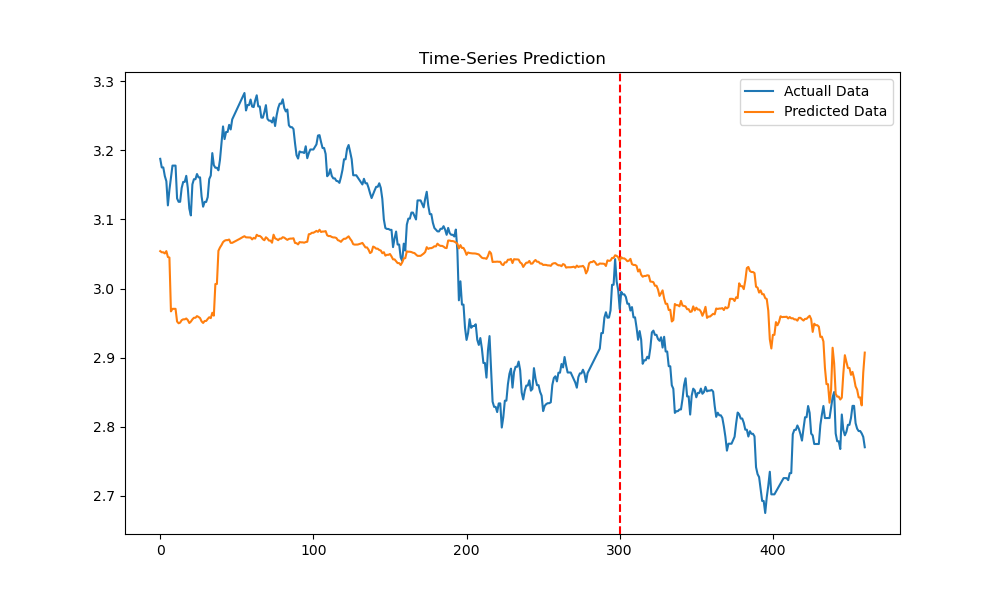 Time-Series Prediction
Actuall Data
Predicted Data
3.3
3.2
3.1
3.0
2.9
2.8
2.7
0 100 200 300 400